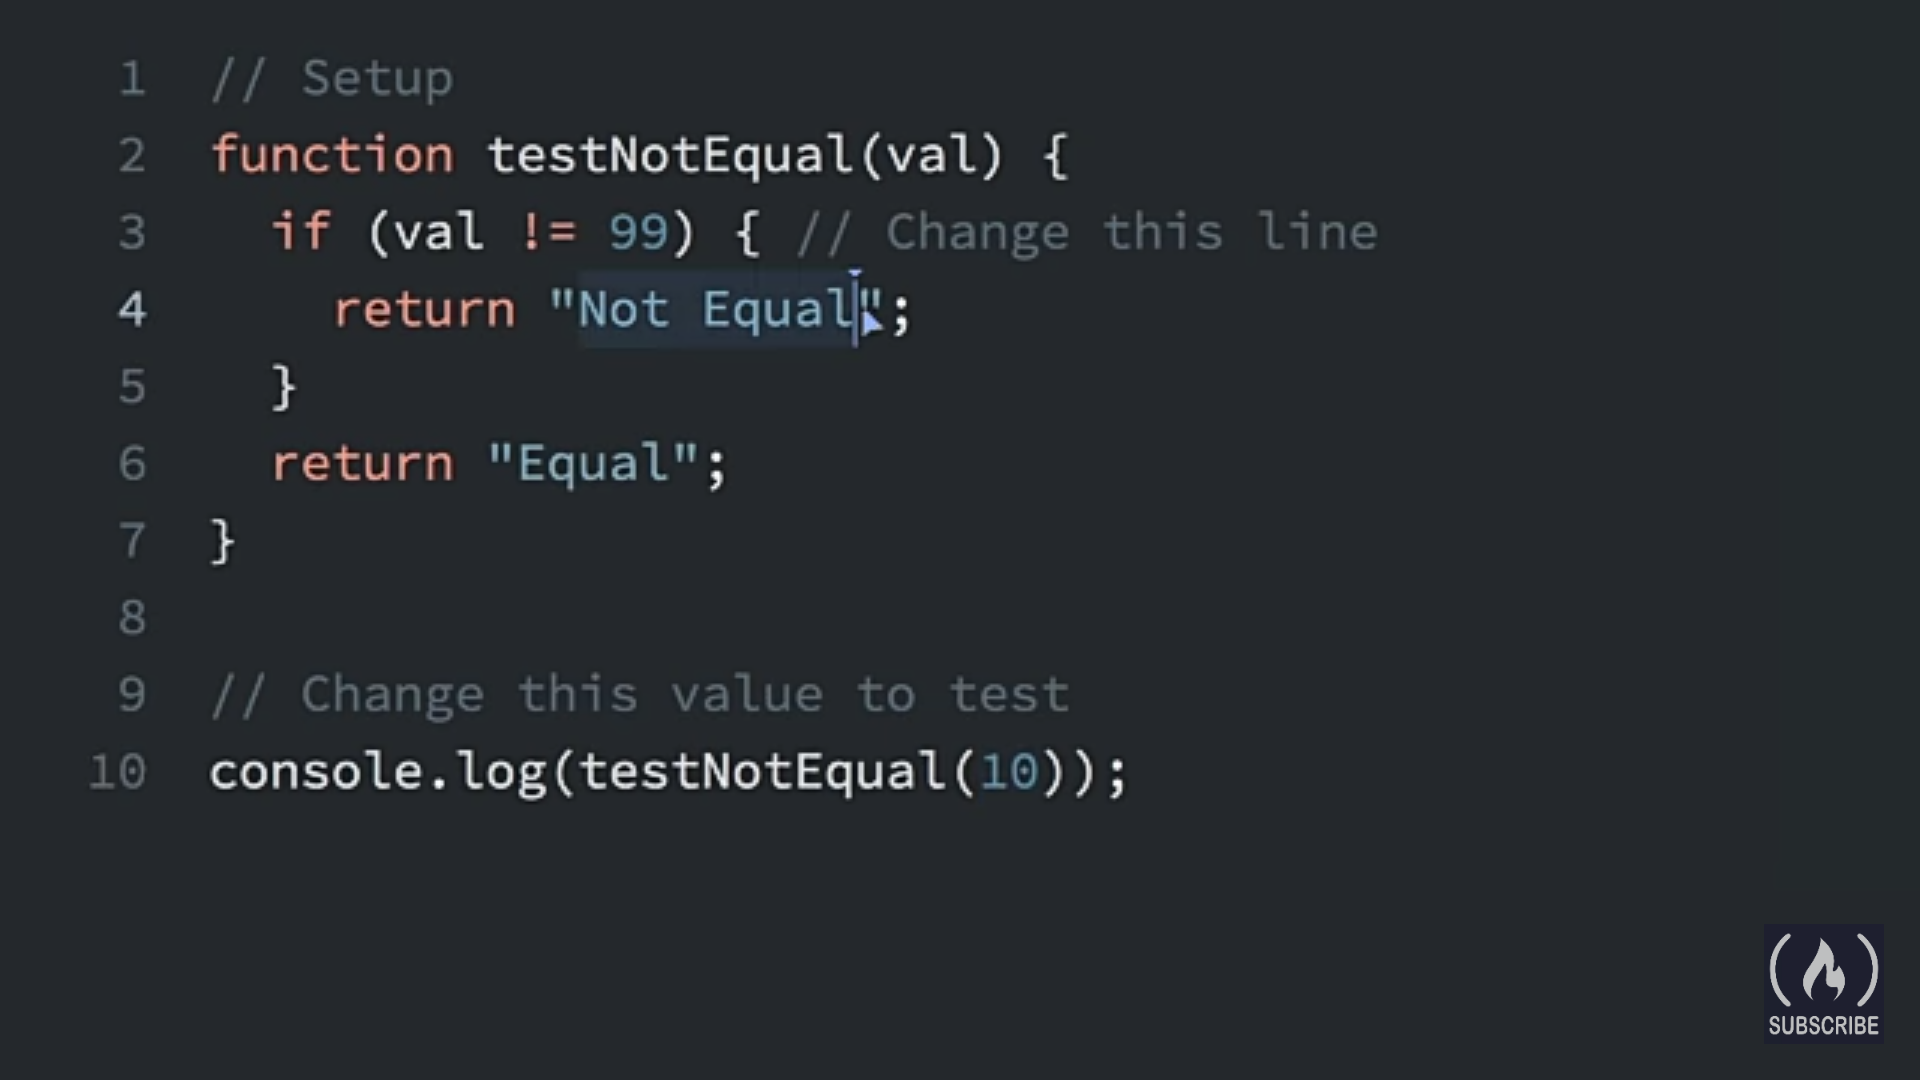 1 // Setup
2 function testNotEqual(val) {
3   if (val != 99) { // Change this line
4     return "Not Equal";
5   }
6   return "Equal";
7 }
8
9 // Change this value to test
10 console.log(testNotEqual(10));
SUBSCRIBE